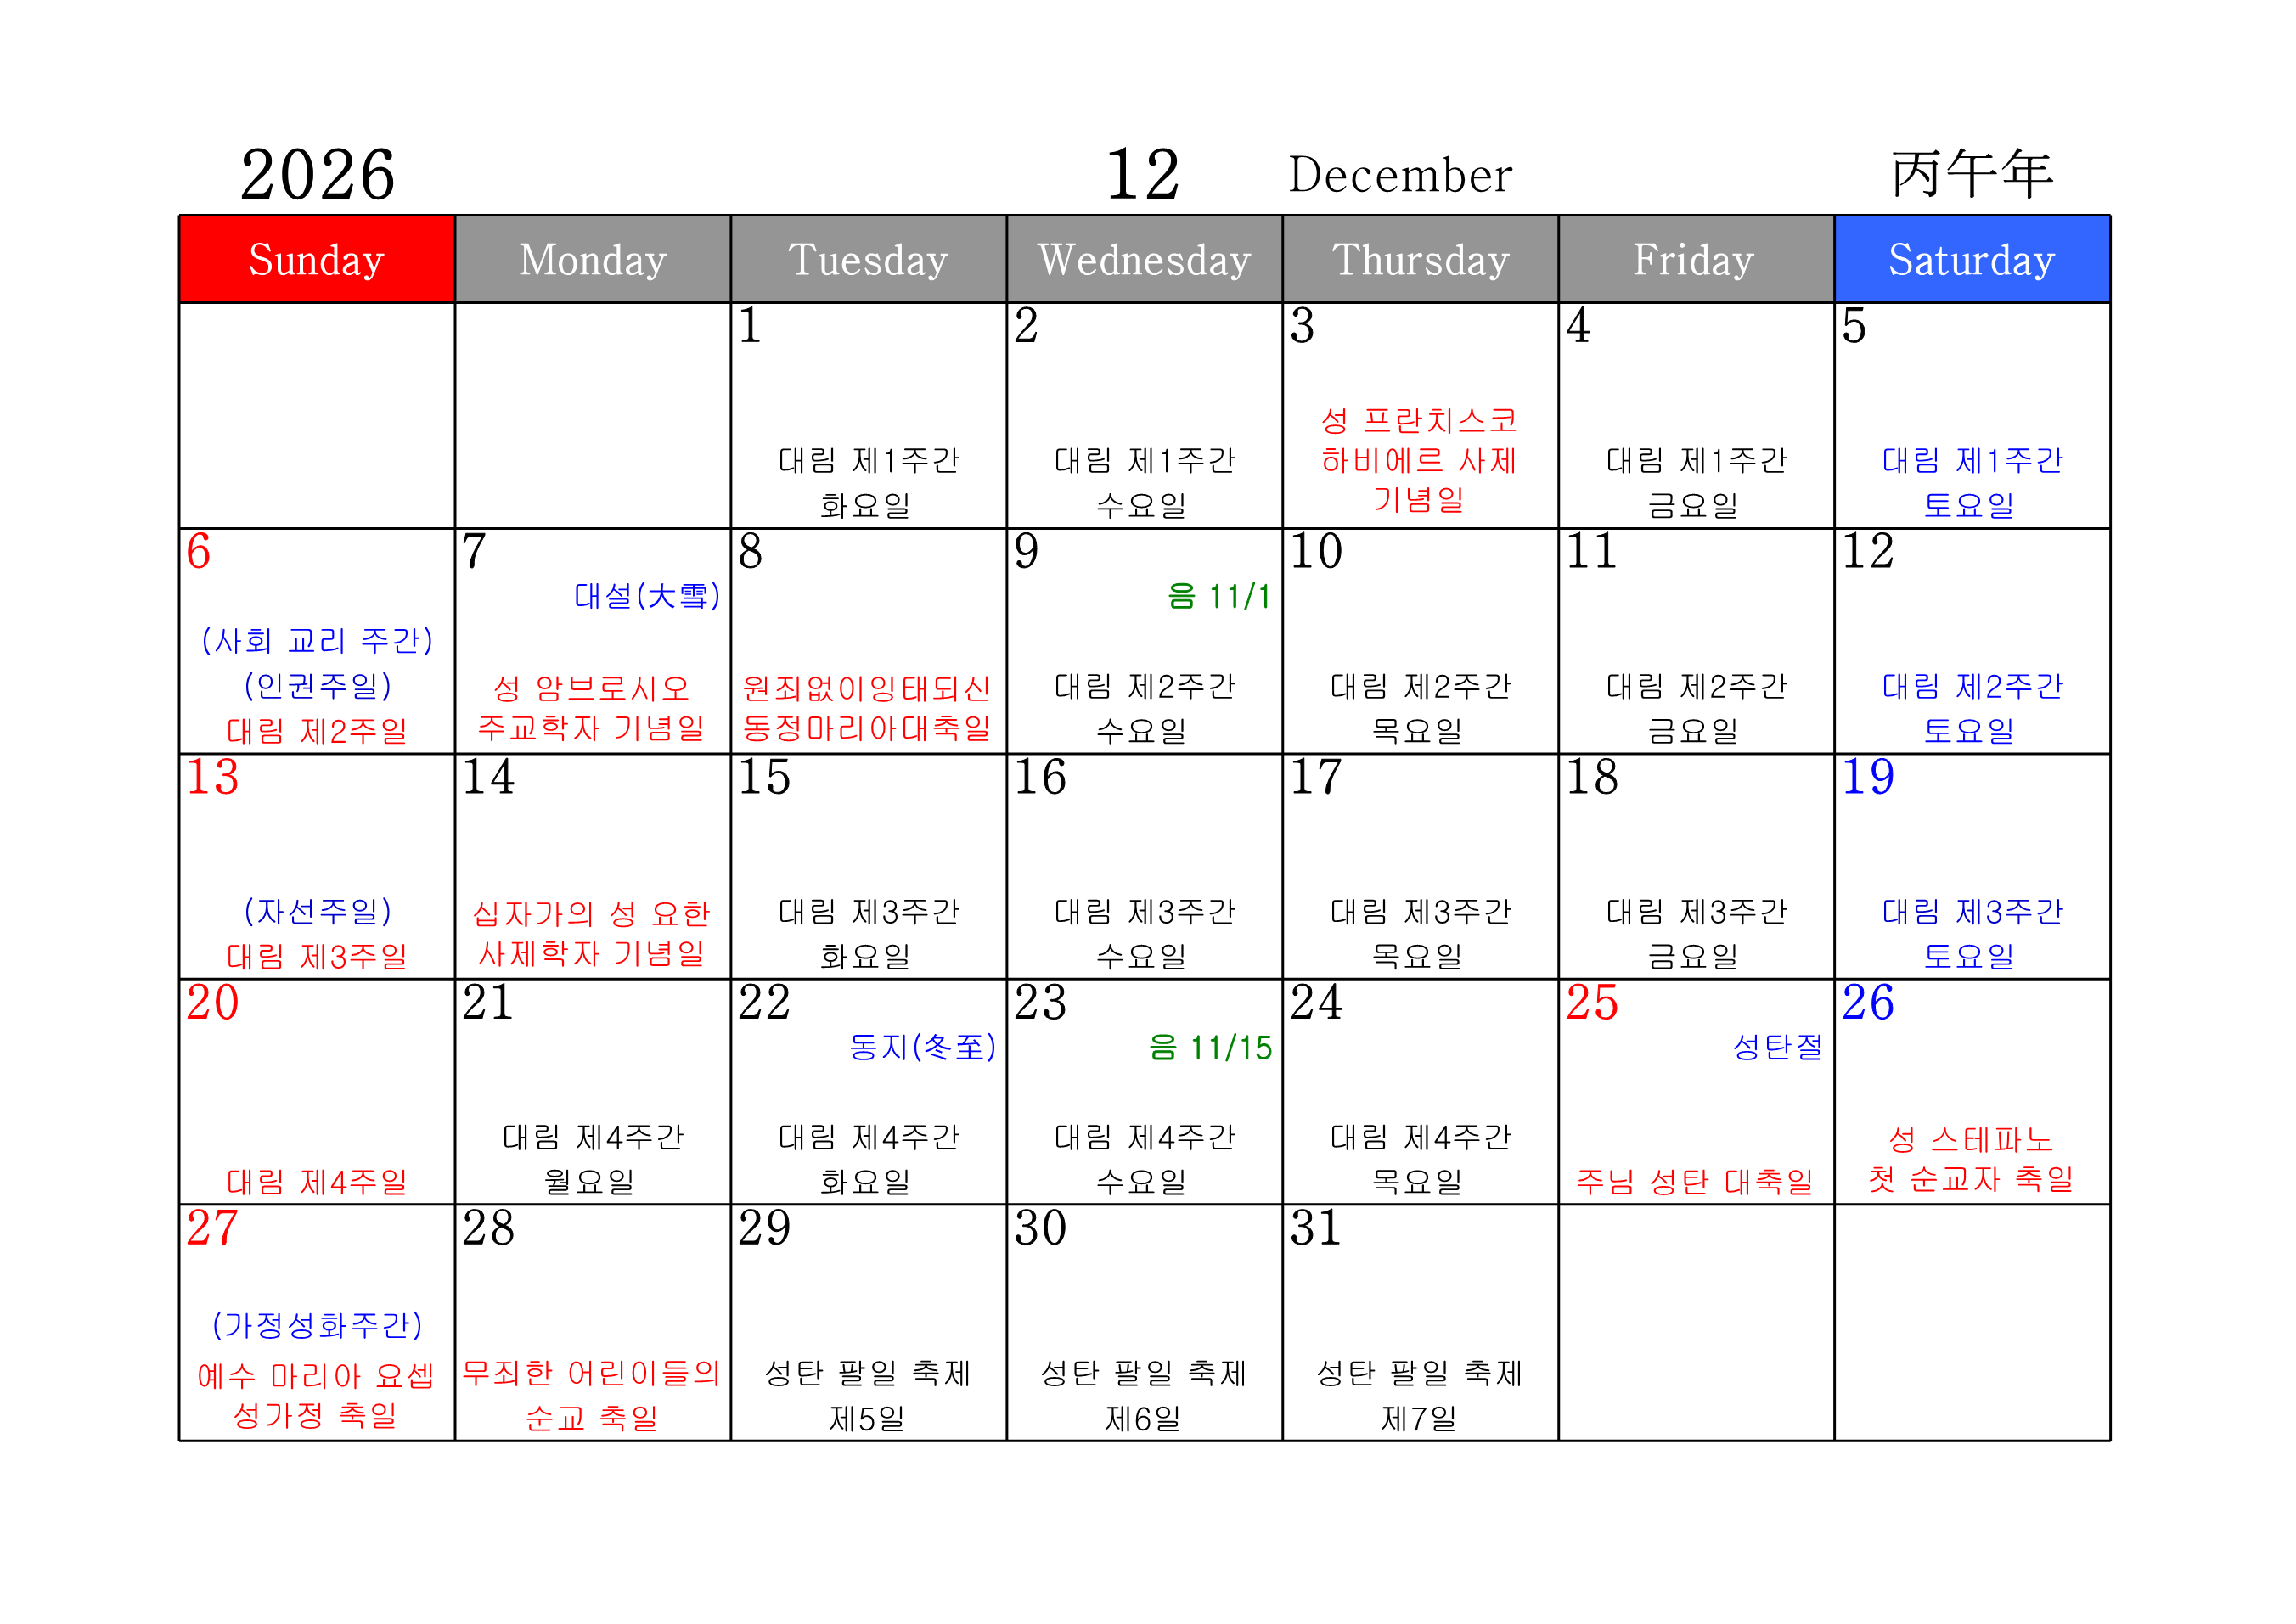 2026 12 December 丙午年
Sunday Monday Tuesday Wednesday Thursday Friday Saturday
1
대림 제1주간
화요일
2
대림 제1주간
수요일
3
성 프란치스코
하비에르 사제
기념일
4
대림 제1주간
금요일
5
대림 제1주간
토요일
6
(사회 교리 주간)
(인권주일)
대림 제2주일
7
대설(大雪)
성 암브로시오
주교학자 기념일
8
원죄없이잉태되신
동정마리아대축일
9
음 11/1
대림 제2주간
수요일
10
대림 제2주간
목요일
11
대림 제2주간
금요일
12
대림 제2주간
토요일
13
(자선주일)
대림 제3주일
14
십자가의 성 요한
사제학자 기념일
15
대림 제3주간
화요일
16
대림 제3주간
수요일
17
대림 제3주간
목요일
18
대림 제3주간
금요일
19
대림 제3주간
토요일
20
대림 제4주일
21
대림 제4주간
월요일
22
동지(冬至)
대림 제4주간
화요일
23
음 11/15
대림 제4주간
수요일
24
대림 제4주간
목요일
25
성탄절
주님 성탄 대축일
26
성 스테파노
첫 순교자 축일
27
(가정성화주간)
예수 마리아 요셉
성가정 축일
28
무죄한 어린이들의
순교 축일
29
성탄 팔일 축제
제5일
30
성탄 팔일 축제
제6일
31
성탄 팔일 축제
제7일